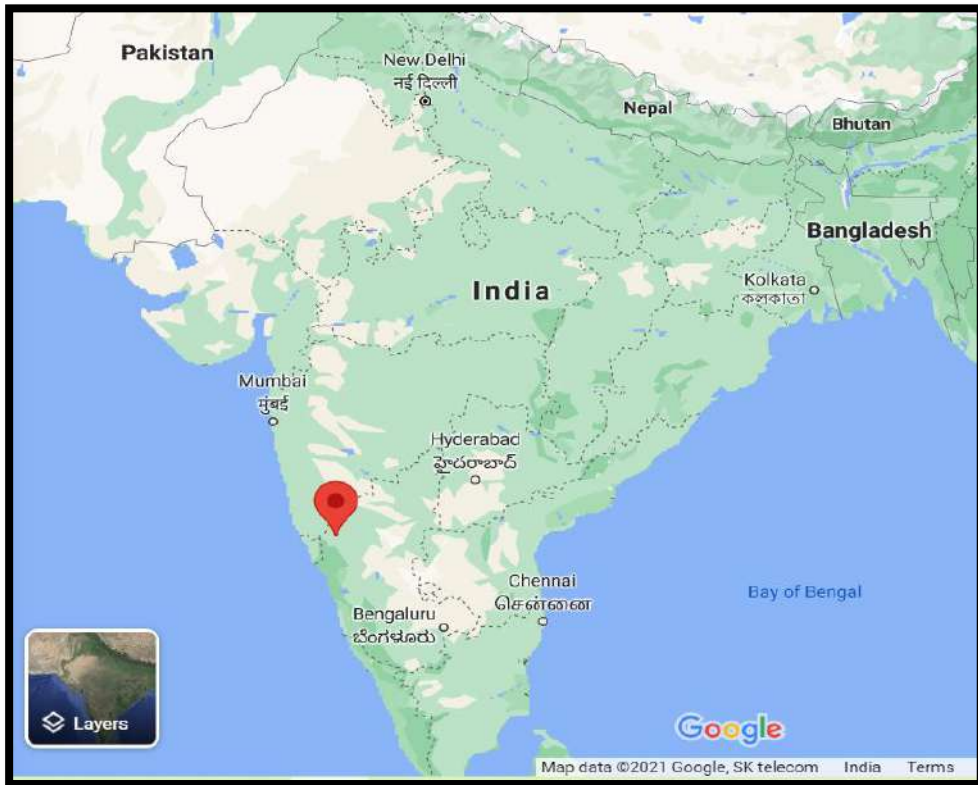 Pakistan
New Delhi
नई दिल्ली
Nepal
Bhutan
Bangladesh
Kolkata
কলকাতা
India
Mumbai
मुंबई
Hyderabad
హైదరాబాద్
Chennai
சென்னை
Bengaluru
ಬೆಂಗಳೂರು
Bay of Bengal
Layers
Google
Map data ©2021 Google, SK telecom India Terms